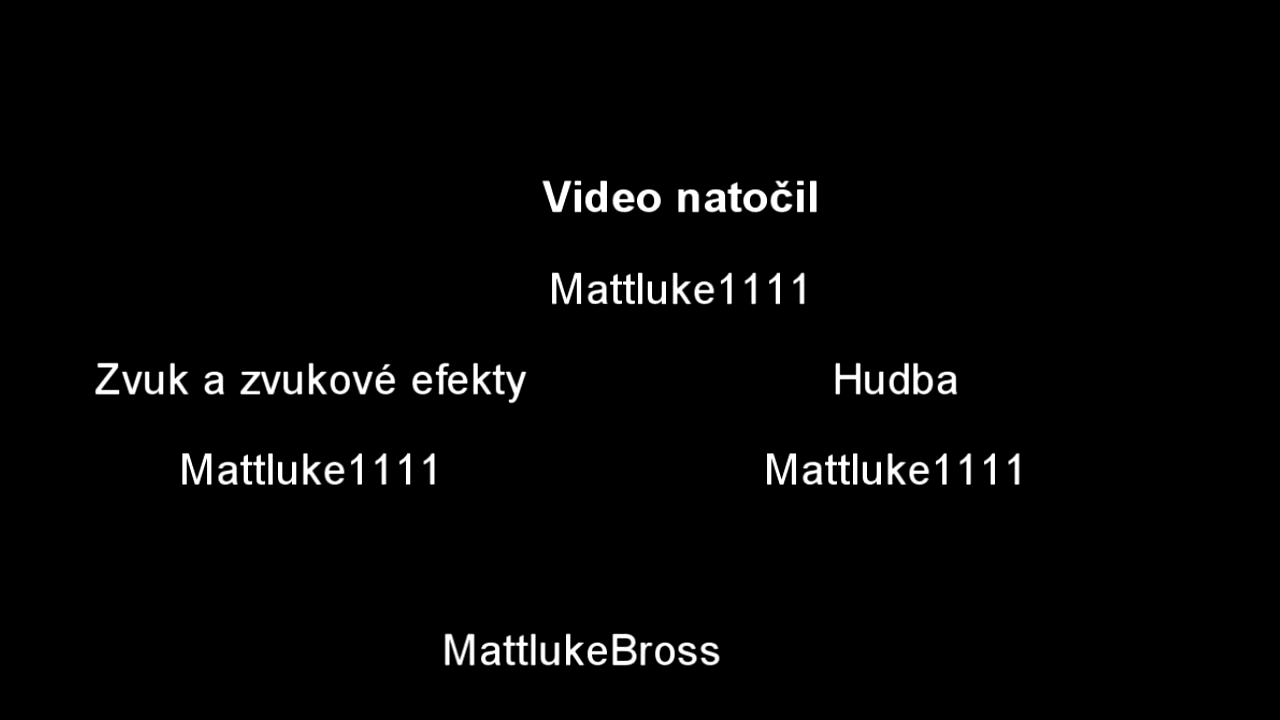 Video natočil
Mattluke1111
Zvuk a zvukové efekty
Hudba
Mattluke1111
Mattluke1111
MattlukeBross